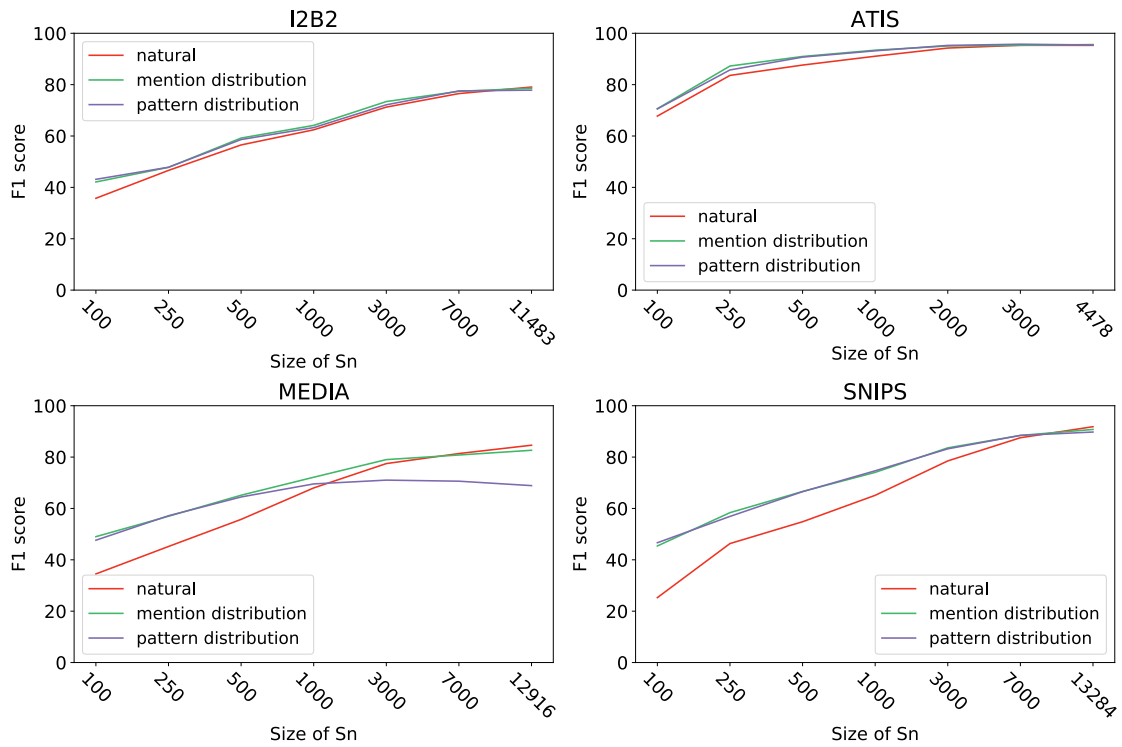 I2B2
100
80
60
40
20
0
F1 score
natural
mention distribution
pattern distribution
100
250
500
1000
3000
7000
11483
Size of Sn
ATIS
100
80
60
40
20
0
F1 score
natural
mention distribution
pattern distribution
100
250
500
1000
2000
3000
4478
Size of Sn
MEDIA
100
80
60
40
20
0
F1 score
natural
mention distribution
pattern distribution
100
250
500
1000
3000
7000
12916
Size of Sn
SNIPS
100
80
60
40
20
0
F1 score
natural
mention distribution
pattern distribution
100
250
500
1000
3000
7000
13284
Size of Sn